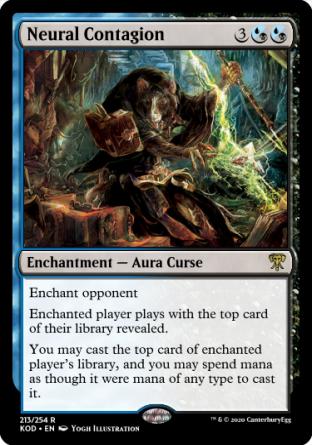 Neural Contagion 3
Enchantment — Aura Curse
Enchant opponent
Enchanted player plays with the top card
of their library revealed.
You may cast the top card of enchanted
player's library, and you may spend mana
as though it were mana of any type to cast
it.
213/254 R
KOD • EN Yogh Illustration
™ & © 2020 CanterburyEgg